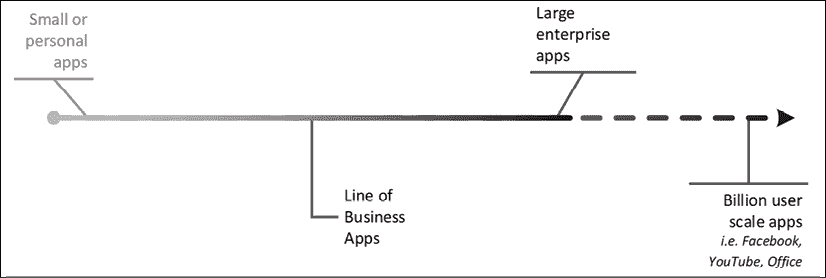 Small or
personal
apps
Large
enterprise
apps
Line of
Business
Apps
Billion user
scale apps
i.e. Facebook,
YouTube, Office